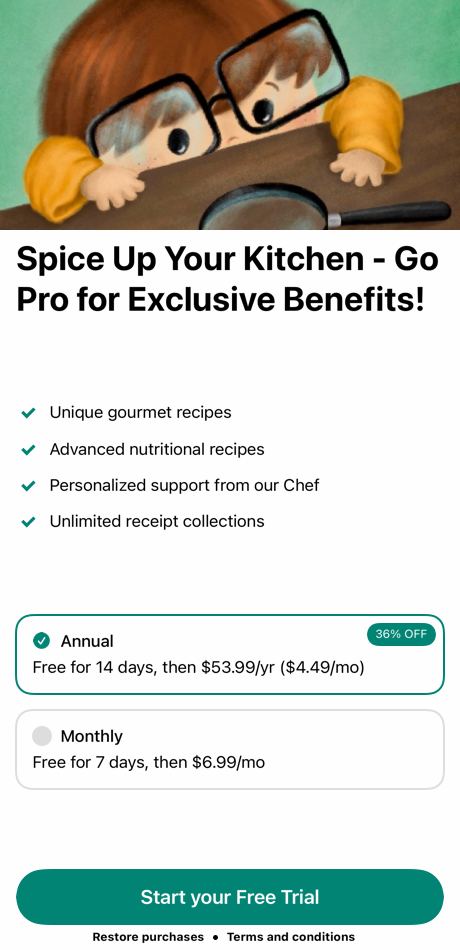 Spice Up Your Kitchen - Go
Pro for Exclusive Benefits!
Unique gourmet recipes
Advanced nutritional recipes
Personalized support from our Chef
Unlimited receipt collections
Annual
36% OFF
Free for 14 days, then $53.99/yr ($4.49/mo)
Monthly
Free for 7 days, then $6.99/mo
Start your Free Trial
Restore purchases • Terms and conditions